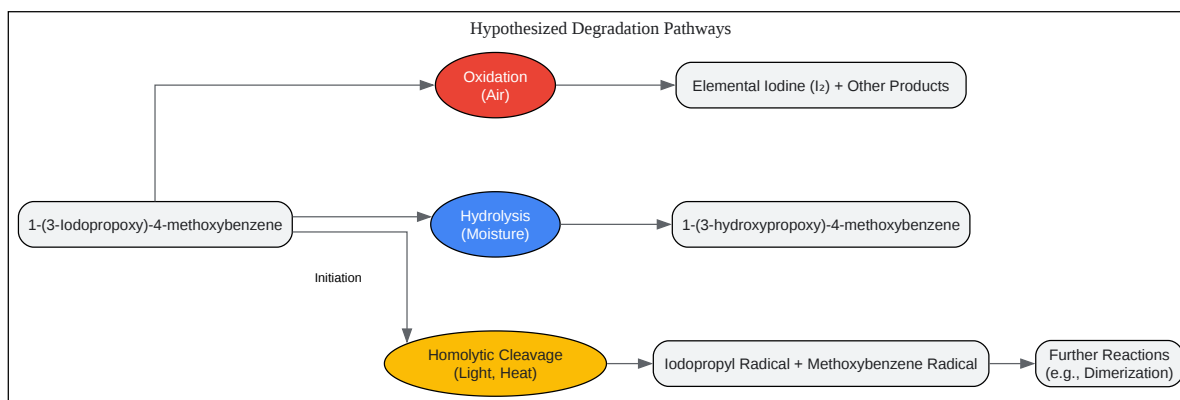 Hypothesized Degradation Pathways
Oxidation
(Air)
Elemental Iodine (I₂) + Other Products
1-(3-Iodopropoxy)-4-methoxybenzene
Hydrolysis
(Moisture)
1-(3-hydroxypropoxy)-4-methoxybenzene
Initiation
Homolytic Cleavage
(Light, Heat)
Iodopropyl Radical + Methoxybenzene Radical
Further Reactions
(e.g., Dimerization)